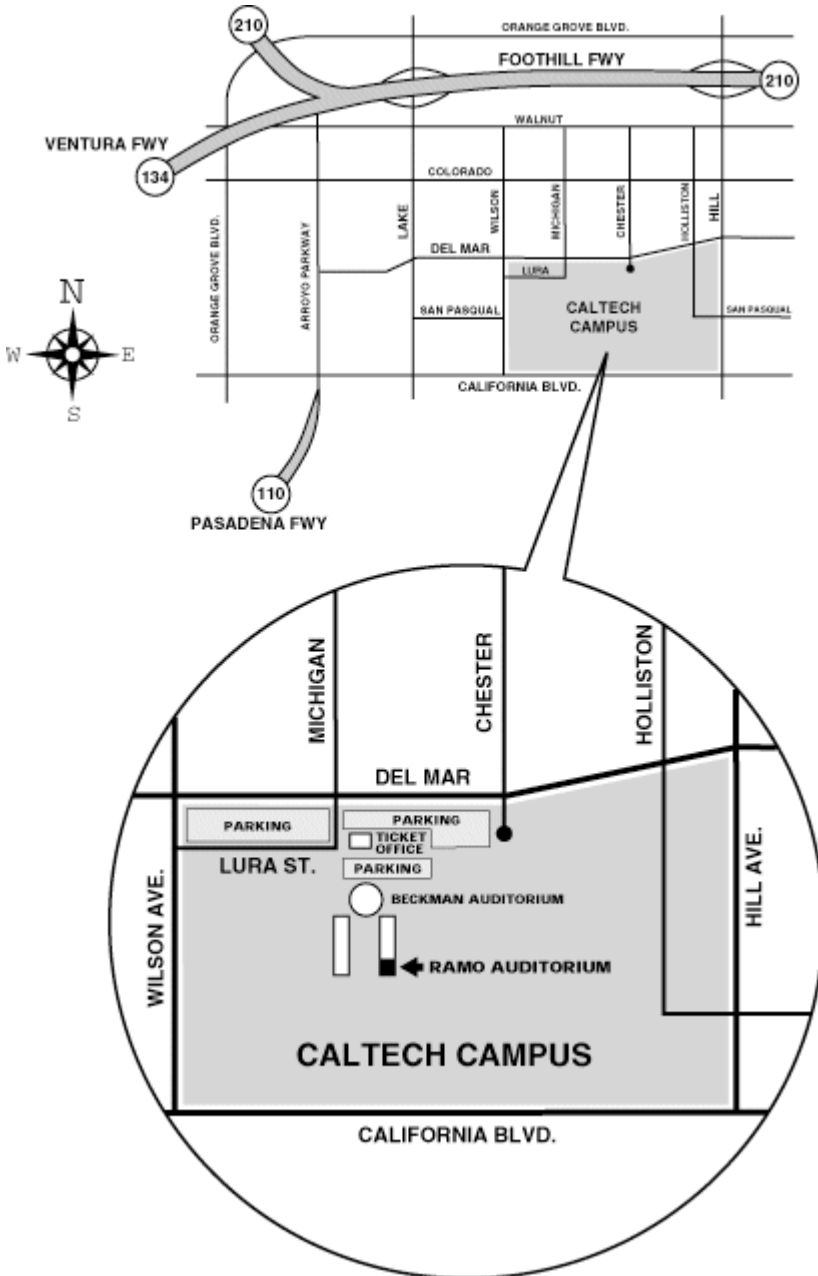 210
ORANGE GROVE BLVD.
FOOTHILL FWY
210
WALNUT
VENTURA FWY
134
COLORADO
ORANGE GROVE BLVD.
ARROYO PARKWAY
LAKE
WILSON
MICHIGAN
CHESTER
HOLLISTON
HILL
DEL MAR
LURA
N
W
E
S
SAN PASQUAL
CALTECH
CAMPUS
SAN PASQUAL
CALIFORNIA BLVD.
110
PASADENA FWY
MICHIGAN
CHESTER
HOLLISTON
DEL MAR
PARKING
PARKING
TICKET
OFFICE
LURA ST.
PARKING
BECKMAN AUDITORIUM
WILSON AVE.
HILL AVE.
RAMO AUDITORIUM
CALTECH CAMPUS
CALIFORNIA BLVD.